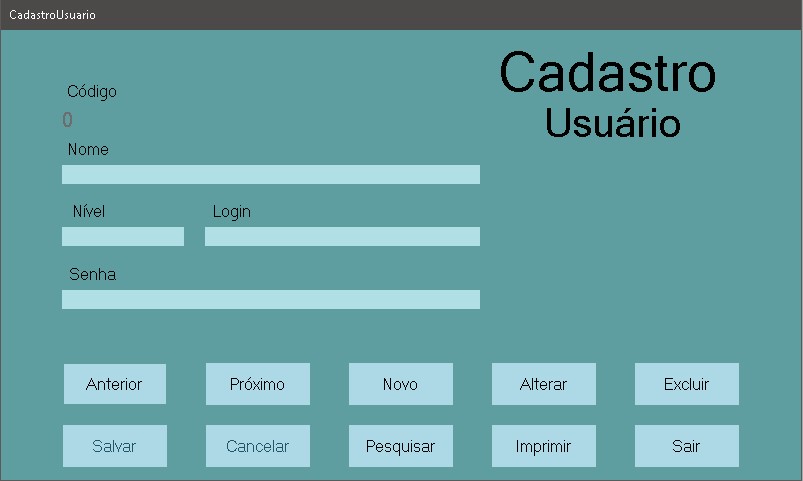 CadastroUsuario
Cadastro
Usuário
Código
0
Nome
Nível Login
Senha
Anterior Próximo Novo Alterar Excluir
Salvar Cancelar Pesquisar Imprimir Sair